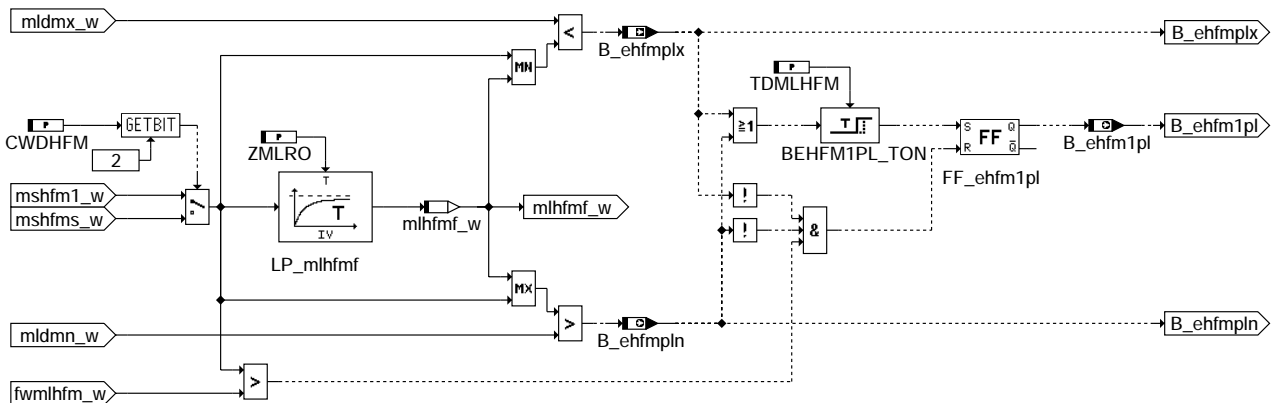 mldmx_w
<
B_ehfmplx
B_ehfmplx
MN
TDMLHFM
P
CWDHFM
P
GETBIT
2
ZMLRO
P
≥1
T
BEHFM1PL_TON
S Q
FF
R Q̅
FF_ehfm1pl
B_ehfm1pl
B_ehfm1pl
mshfm1_w
mshfms_w
T
T
IV
LP_mlhfmf
mlhfmf_w
mlhfmf_w
!
!
&
MX
mldmn_w
>
B_ehfmpln
B_ehfmpln
fwmlhfm_w
>